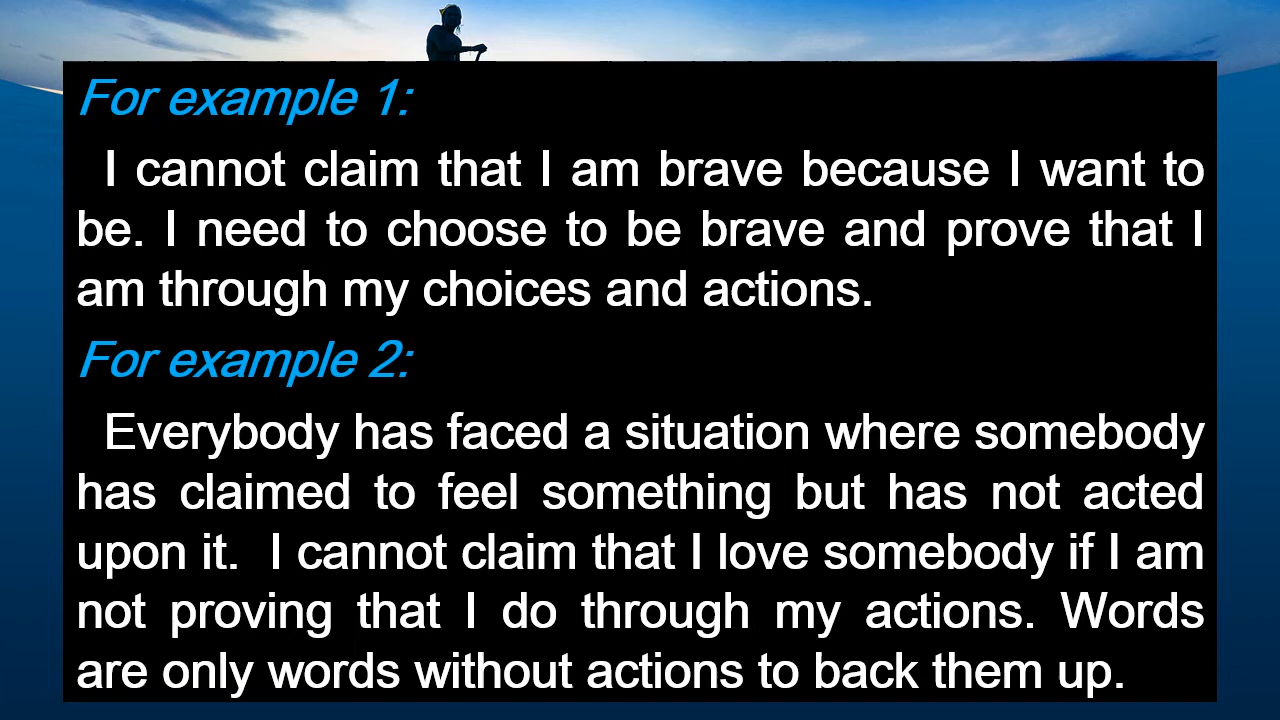 For example 1:
I cannot claim that I am brave because I want to
be. I need to choose to be brave and prove that I
am through my choices and actions.
For example 2:
Everybody has faced a situation where somebody
has claimed to feel something but has not acted
upon it.  I cannot claim that I love somebody if I am
not proving that I do through my actions. Words
are only words without actions to back them up.